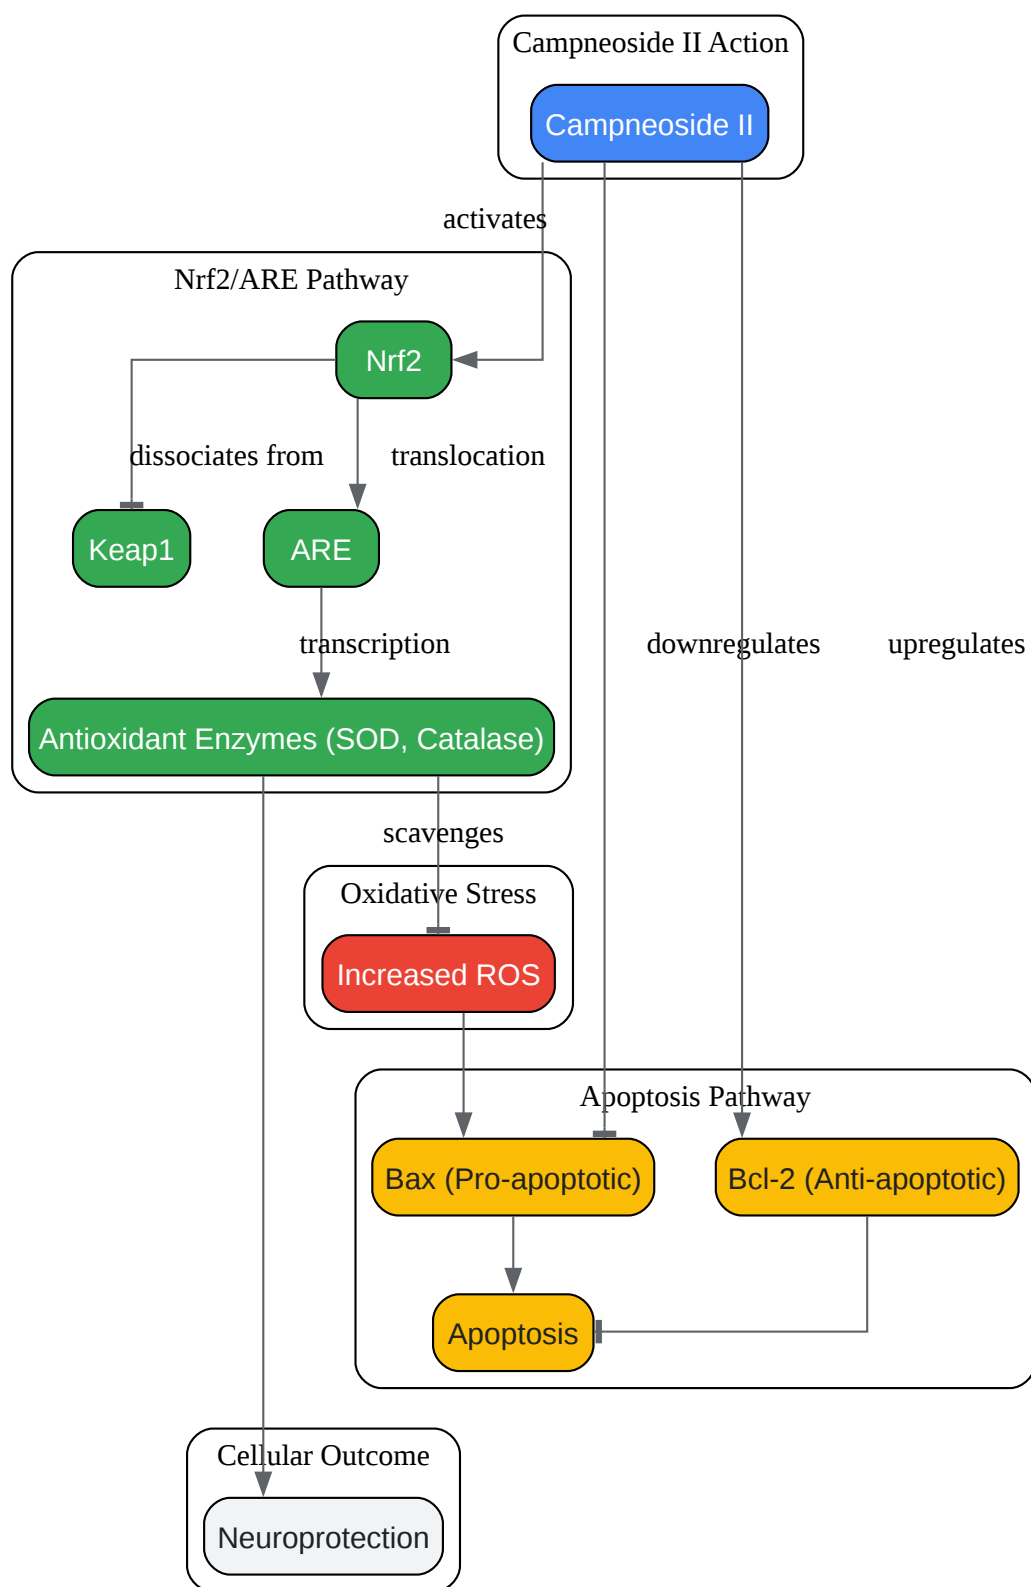 Campneoside II Action
Campneoside II
activates
Nrf2/ARE Pathway
Nrf2
dissociates from
translocation
Keap1
ARE
transcription
downregulates
upregulates
Antioxidant Enzymes (SOD, Catalase)
scavenges
Oxidative Stress
Increased ROS
Apoptosis Pathway
Bax (Pro-apoptotic)
Bcl-2 (Anti-apoptotic)
Apoptosis
Cellular Outcome
Neuroprotection